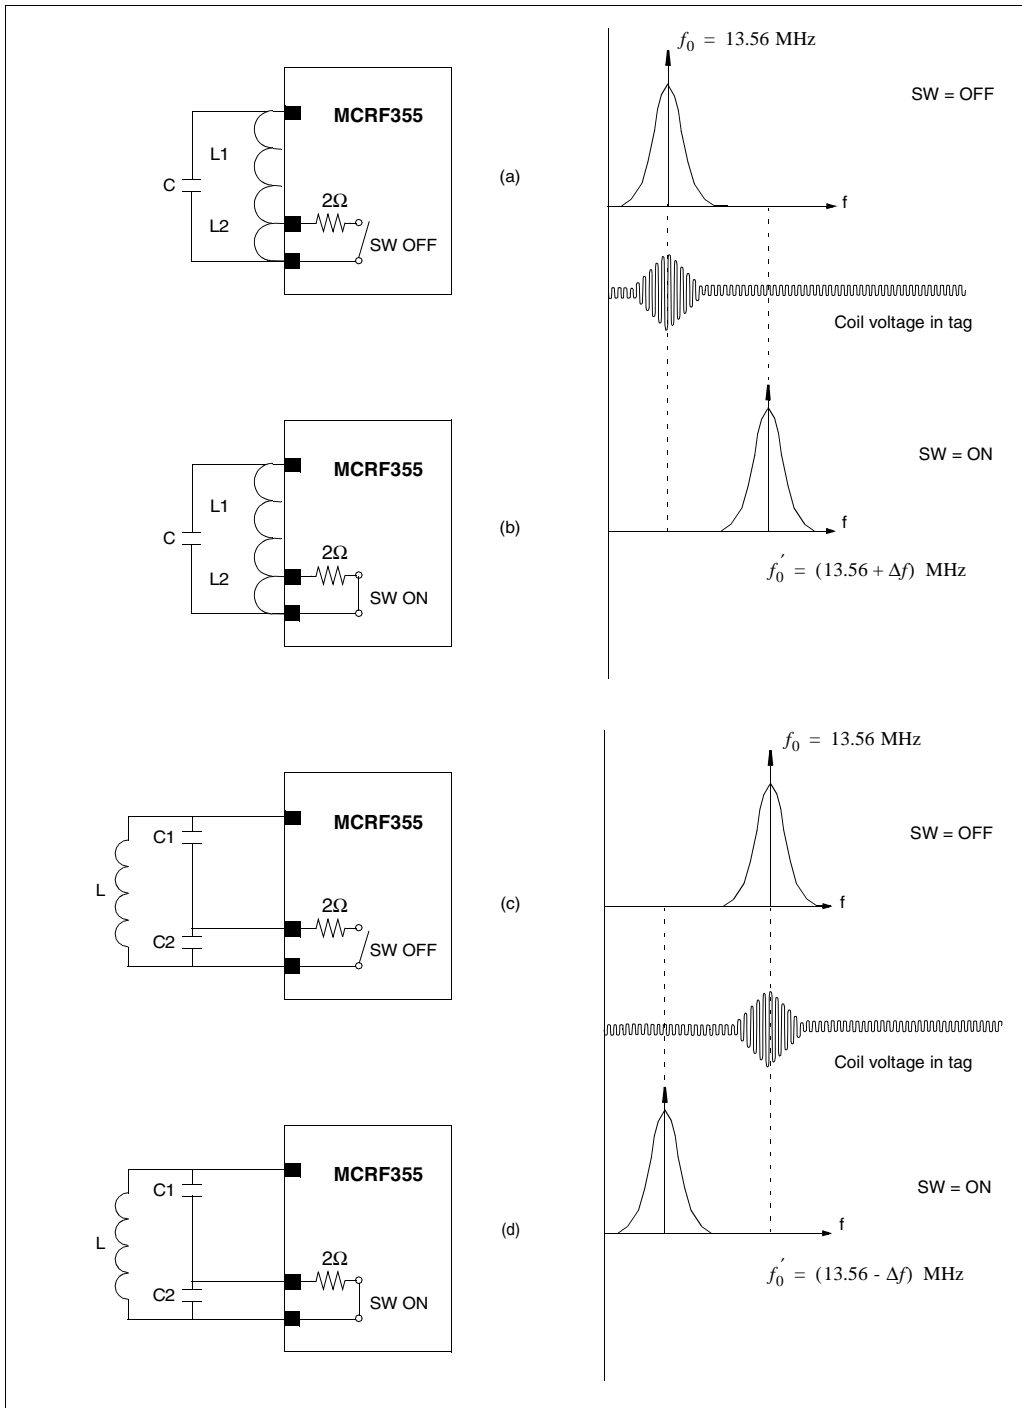 MCRF355
L1
C
L2
2Ω
SW OFF
(a)
f0 = 13.56 MHz
SW = OFF
f
Coil voltage in tag
MCRF355
L1
C
L2
2Ω
SW ON
(b)
SW = ON
f
f0′ = (13.56 + Δf) MHz
MCRF355
C1
L
C2
2Ω
SW OFF
(c)
f0 = 13.56 MHz
SW = OFF
f
Coil voltage in tag
MCRF355
C1
L
C2
2Ω
SW ON
(d)
SW = ON
f
f0′ = (13.56 - Δf) MHz